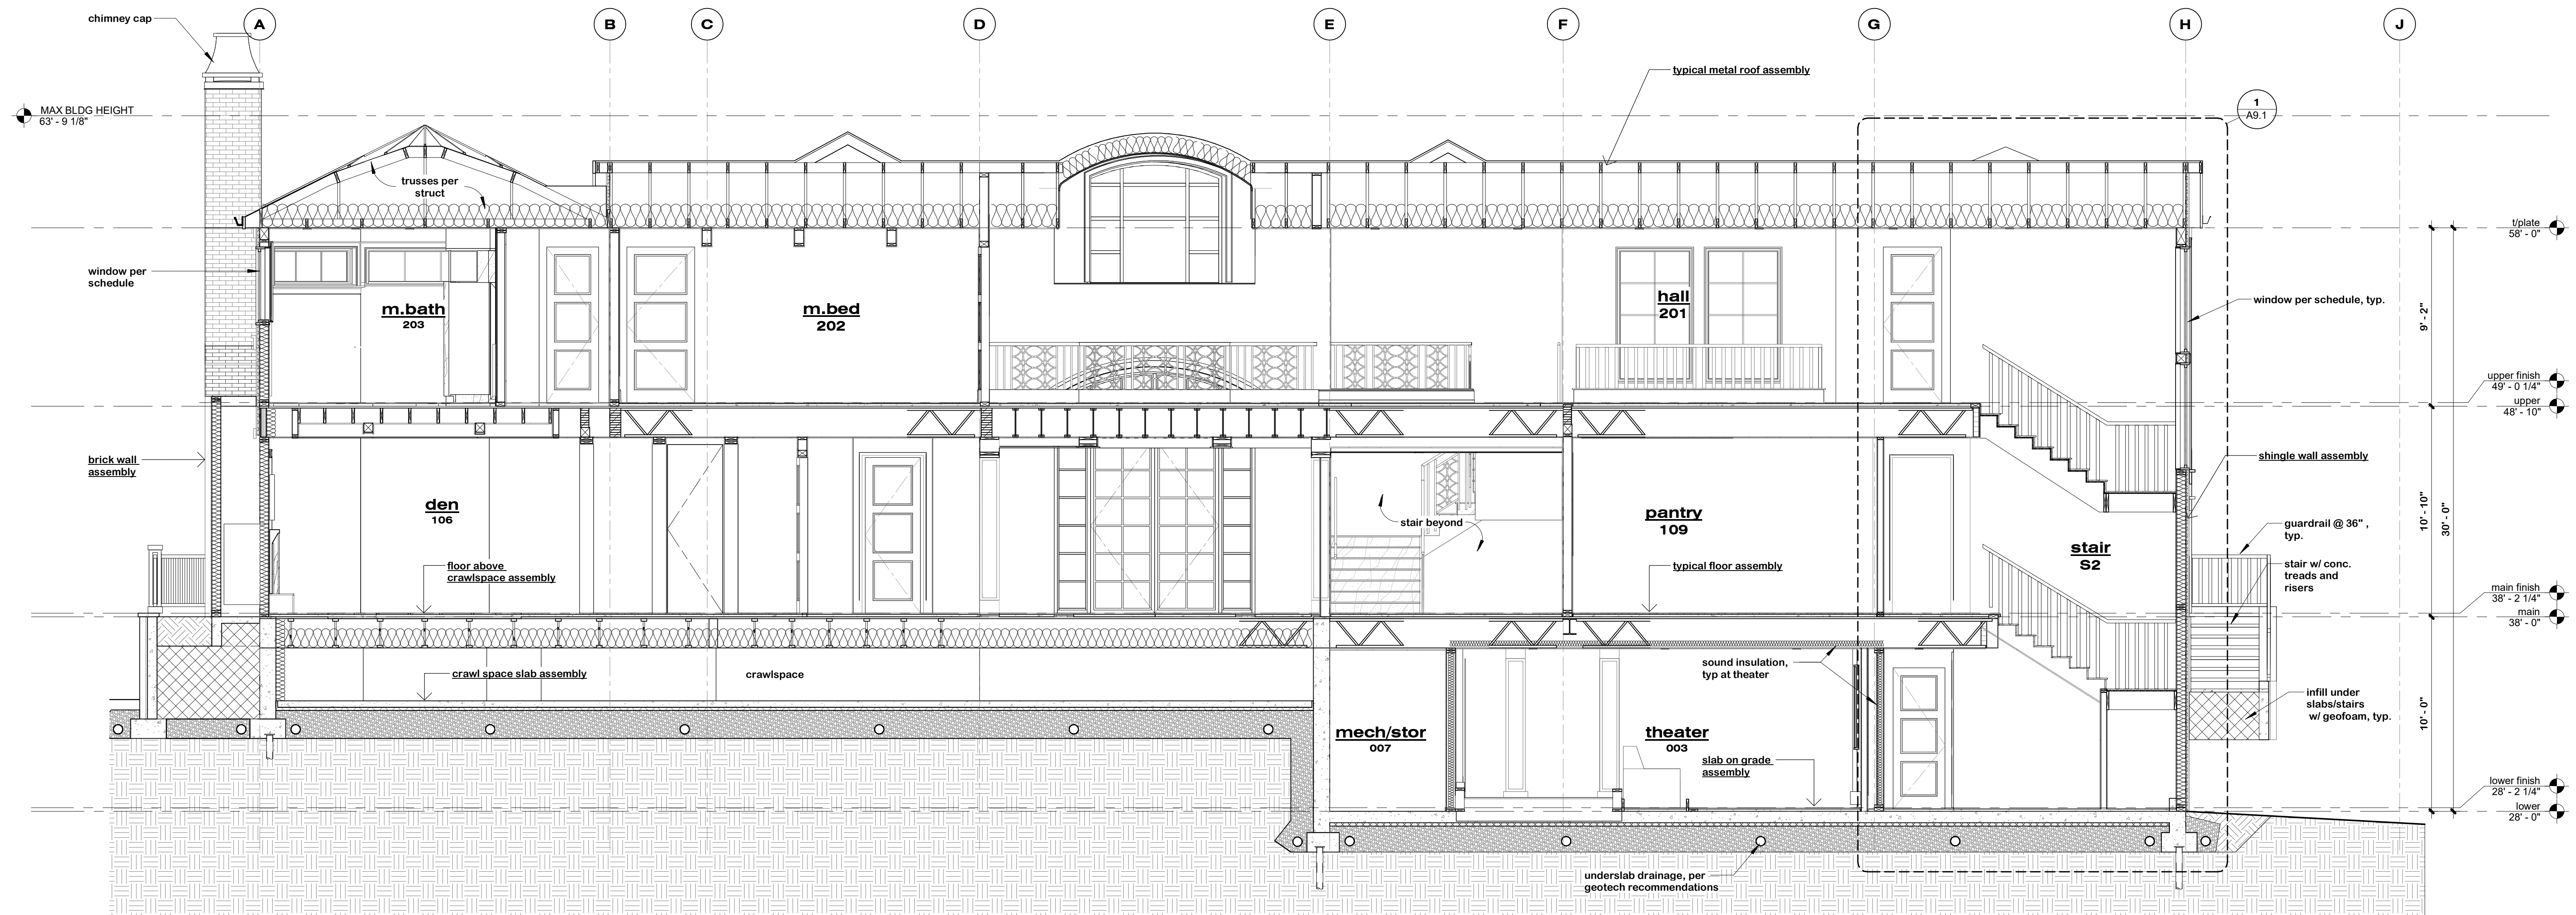 chimney cap
A
B
C
D
E
F
G
H
J
typical metal roof assembly
1
A9.1
MAX BLDG HEIGHT
63' - 9 1/8"
trusses per
struct
t/plate
58' - 0"
window per
schedule
m.bath
203
m.bed
202
hall
201
window per schedule, typ.
9' - 2"
upper finish
49' - 0 1/4"
upper
48' - 10"
brick wall
assembly
shingle wall assembly
den
106
stair beyond
pantry
109
10' - 10"
30' - 0"
guardrail @ 36" ,
typ.
stair
S2
floor above
crawlspace assembly
typical floor assembly
stair w/ conc.
treads and
risers
main finish
38' - 2 1/4"
main
38' - 0"
crawl space slab assembly
crawlspace
sound insulation,
typ at theater
infill under
slabs/stairs
w/ geofoam, typ.
mech/stor
007
theater
003
10' - 0"
slab on grade
assembly
lower finish
28' - 2 1/4"
lower
28' - 0"
underslab drainage, per
geotech recommendations